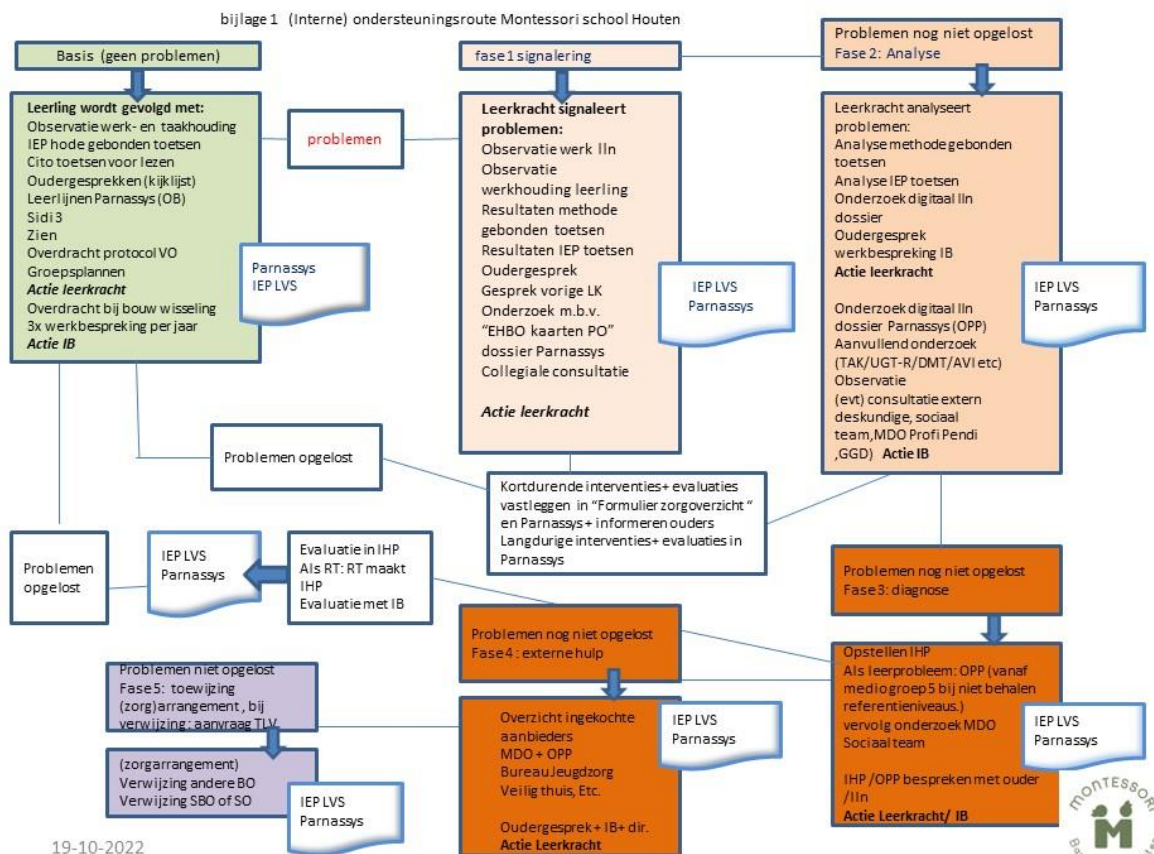 bijlage 1 (Interne) ondersteuningsroute Montessori school Houten
Basis (geen problemen)
Leerling wordt gevolgd met:
Observatie werk- en taakhouding
IEP hode gebonden toetsen
Cito toetsen voor lezen
Oudergesprekken (kijklijst)
Leerlijnen Parnassys (OB)
Sidi 3
Zien
Overdracht protocol VO
Groepsplannen
Actie leerkracht
Overdracht bij bouw wisseling
3x werkbespreking per jaar
Actie IB
Parnassys
IEP LVS
problemen
fase 1 signalering
Leerkracht signaleert
problemen:
Observatie werk lln
Observatie
werkhouding leerling
Resultaten methode
gebonden toetsen
Resultaten IEP toetsen
Oudergesprek
Gesprek vorige LK
Onderzoek m.b.v.
"EHBO kaarten PO"
dossier Parnassys
Collegiale consultatie
Actie leerkracht
IEP LVS
Parnassys
Problemen nog niet opgelost
Fase 2: Analyse
Leerkracht analyseert
problemen:
Analyse methode gebonden
toetsen
Analyse IEP toetsen
Onderzoek digitaal lln
dossier
Oudergesprek
werkbespreking IB
Actie leerkracht
Onderzoek digitaal lln
dossier Parnassys (OPP)
Aanvullend onderzoek
(TAK/UGT-R/DMT/AVI etc)
Observatie
(evt) consultatie extern
deskundige, sociaal
team,MDO Profi Pendi
,GGD) Actie IB
IEP LVS
Parnassys
Problemen opgelost
Kortdurende interventies+ evaluaties
vastleggen in "Formulier zorgoverzicht"
en Parnassys+ informeren ouders
Langdurige interventies+ evaluaties in
Parnassys
Problemen
opgelost
IEP LVS
Parnassys
Evaluatie in IHP
Als RT: RT maakt
IHP
Evaluatie met IB
Problemen nog niet opgelost
Fase 3: diagnose
Opstellen IHP
Als leerprobleem: OPP (vanaf
medio groep 5 bij niet behalen
referentieniveaus.)
vervolg onderzoek MDO
Sociaal team
IHP /OPP bespreken met ouder
/lln
Actie Leerkracht/ IB
IEP LVS
Parnassys
Problemen nog niet opgelost
Fase 4 : externe hulp
Overzicht ingekochte
aanbieders
MDO + OPP
Bureau Jeugdzorg
Veilig thuis, Etc.
Oudergesprek + IB + dir.
Actie Leerkracht
IEP LVS
Parnassys
Problemen niet opgelost
Fase 5: toewijzing
(zorg)arrangement , bij
verwijzing: aanvraag TLV
(zorgarrangement)
Verwijzing andere BO
Verwijzing SBO of SO
IEP LVS
Parnassys
19-10-2022
MONTESSORI